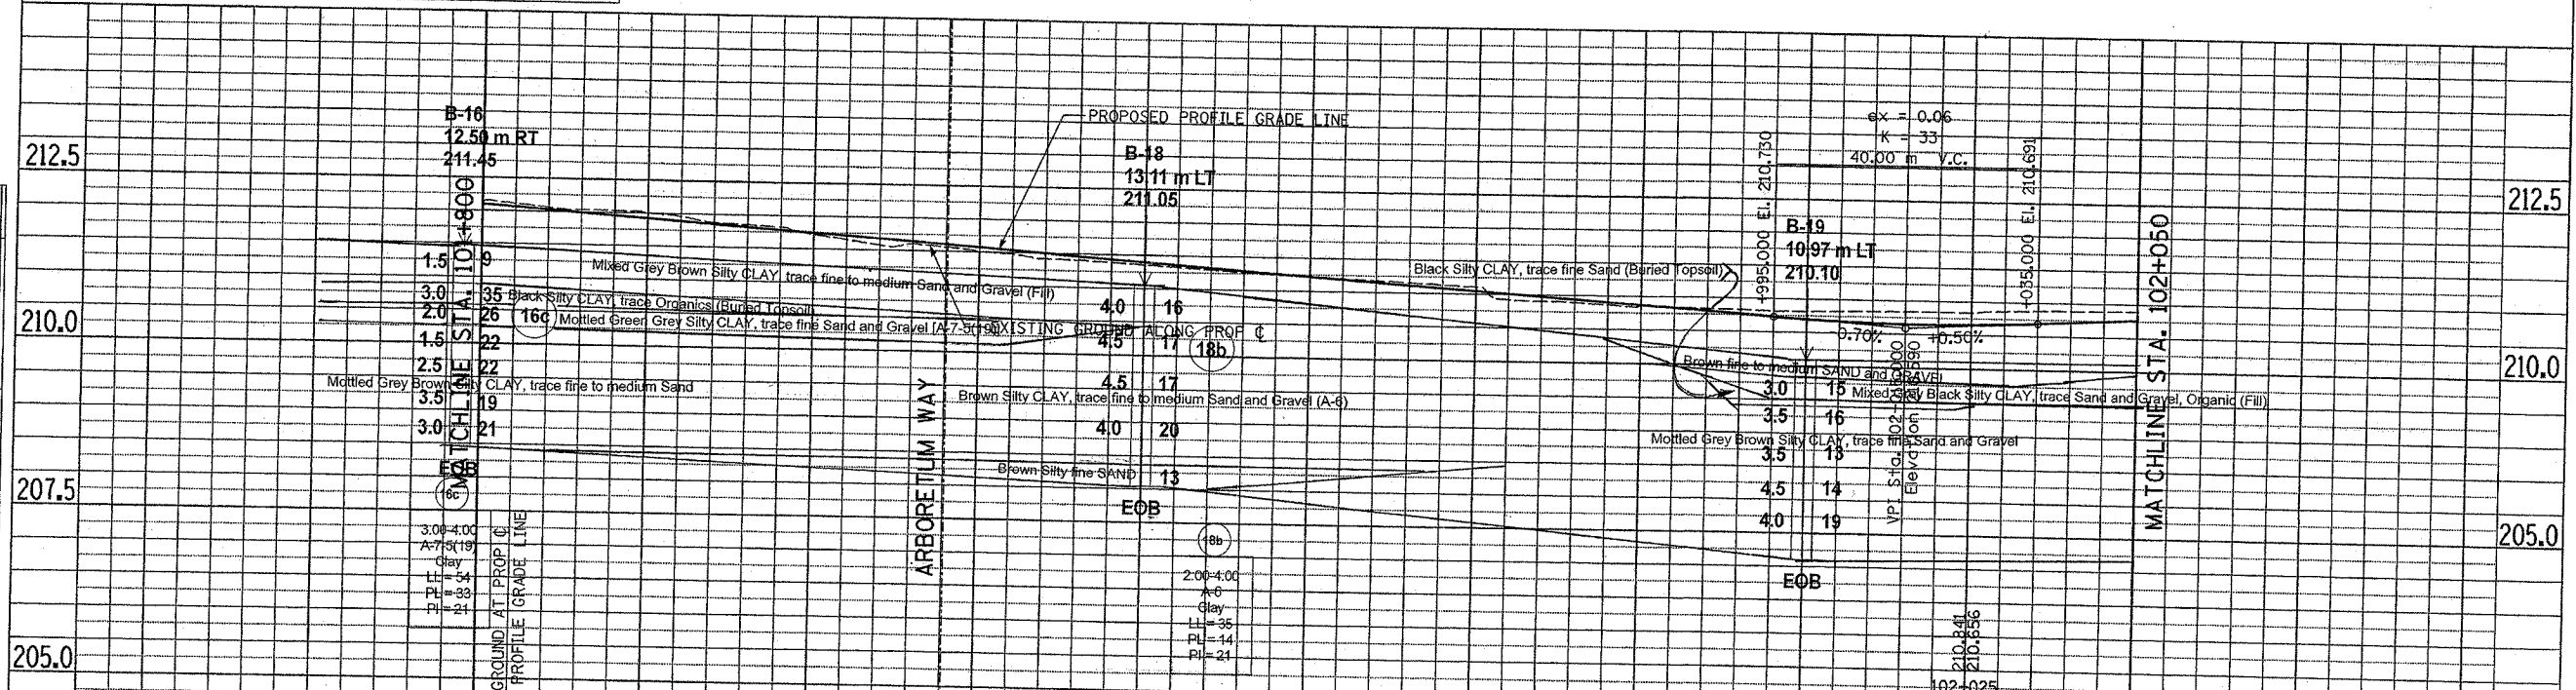 B-16
12.50 m RT
211.45
PROPOSED PROFILE GRADE LINE
B-18
13.11 m LT
211.05
ex = 0.06
K = 33
40.00 m V.C.
+995.000 El. 210.730
+035.000 El. 210.691
B-19
10.97 m LT
210.10
212.5
212.5
210.0
210.0
207.5
205.0
205.0
MATCHLINE STA. 101+800
ARBORETUM WAY
MATCHLINE STA. 102+050
1.5 9
3.0 35
2.0 26
1.5 22
2.5 22
3.5 19
3.0 21
EOB
Mixed Grey Brown Silty CLAY, trace fine to medium Sand and Gravel (Fill)
Black Silty CLAY, trace Organics (Buried Topsoil)
16c
Mottled Green Grey Silty CLAY, trace fine Sand and Gravel [A-7-5(19)]
EXISTING GROUND ALONG PROP ℄
Mottled Grey Brown Silty CLAY, trace fine to medium Sand
4.0 16
4.5 17
18b
4.5 17
Brown Silty CLAY, trace fine to medium Sand and Gravel (A-6)
4.0 20
Brown Silty fine SAND
13
EOB
Black Silty CLAY, trace fine Sand (Buried Topsoil)
-0.70%
+0.50%
Brown fine to medium SAND and GRAVEL
3.0 15
Mixed Grey Black Silty CLAY, trace Sand and Gravel, Organic (Fill)
3.5 16
Mottled Grey Brown Silty CLAY, trace fine Sand and Gravel
3.5 13
4.5 14
4.0 19
EOB
VPI Sta.
Elevation
16c
3.00-4.00
A-7-5(19)
Clay
LL = 54
PL = 33
PI = 21
GROUND AT PROP ℄
PROFILE GRADE LINE
18b
2.00-4.00
A-6
Clay
LL = 35
PL = 14
PI = 21
210.841
210.656
102+025